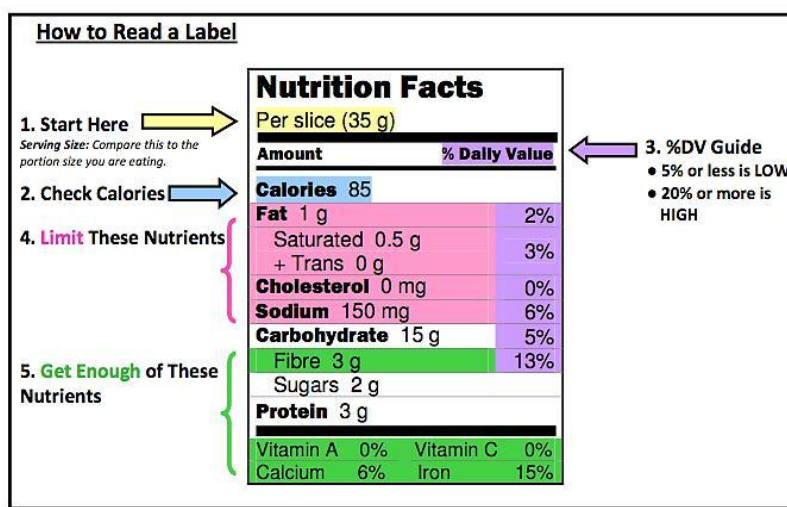 How to Read a Label
Nutrition Facts
1. Start Here
Serving Size: Compare this to the
portion size you are eating.
Per slice (35 g)
Amount % Daily Value
3. %DV Guide
● 5% or less is LOW
● 20% or more is
HIGH
2. Check Calories
Calories 85
4. Limit These Nutrients
Fat 1 g 2%
Saturated 0.5 g
+ Trans 0 g
3%
Cholesterol 0 mg 0%
Sodium 150 mg 6%
Carbohydrate 15 g 5%
5. Get Enough of These
Nutrients
Fibre 3 g 13%
Sugars 2 g
Protein 3 g
Vitamin A 0% Vitamin C 0%
Calcium 6% Iron 15%